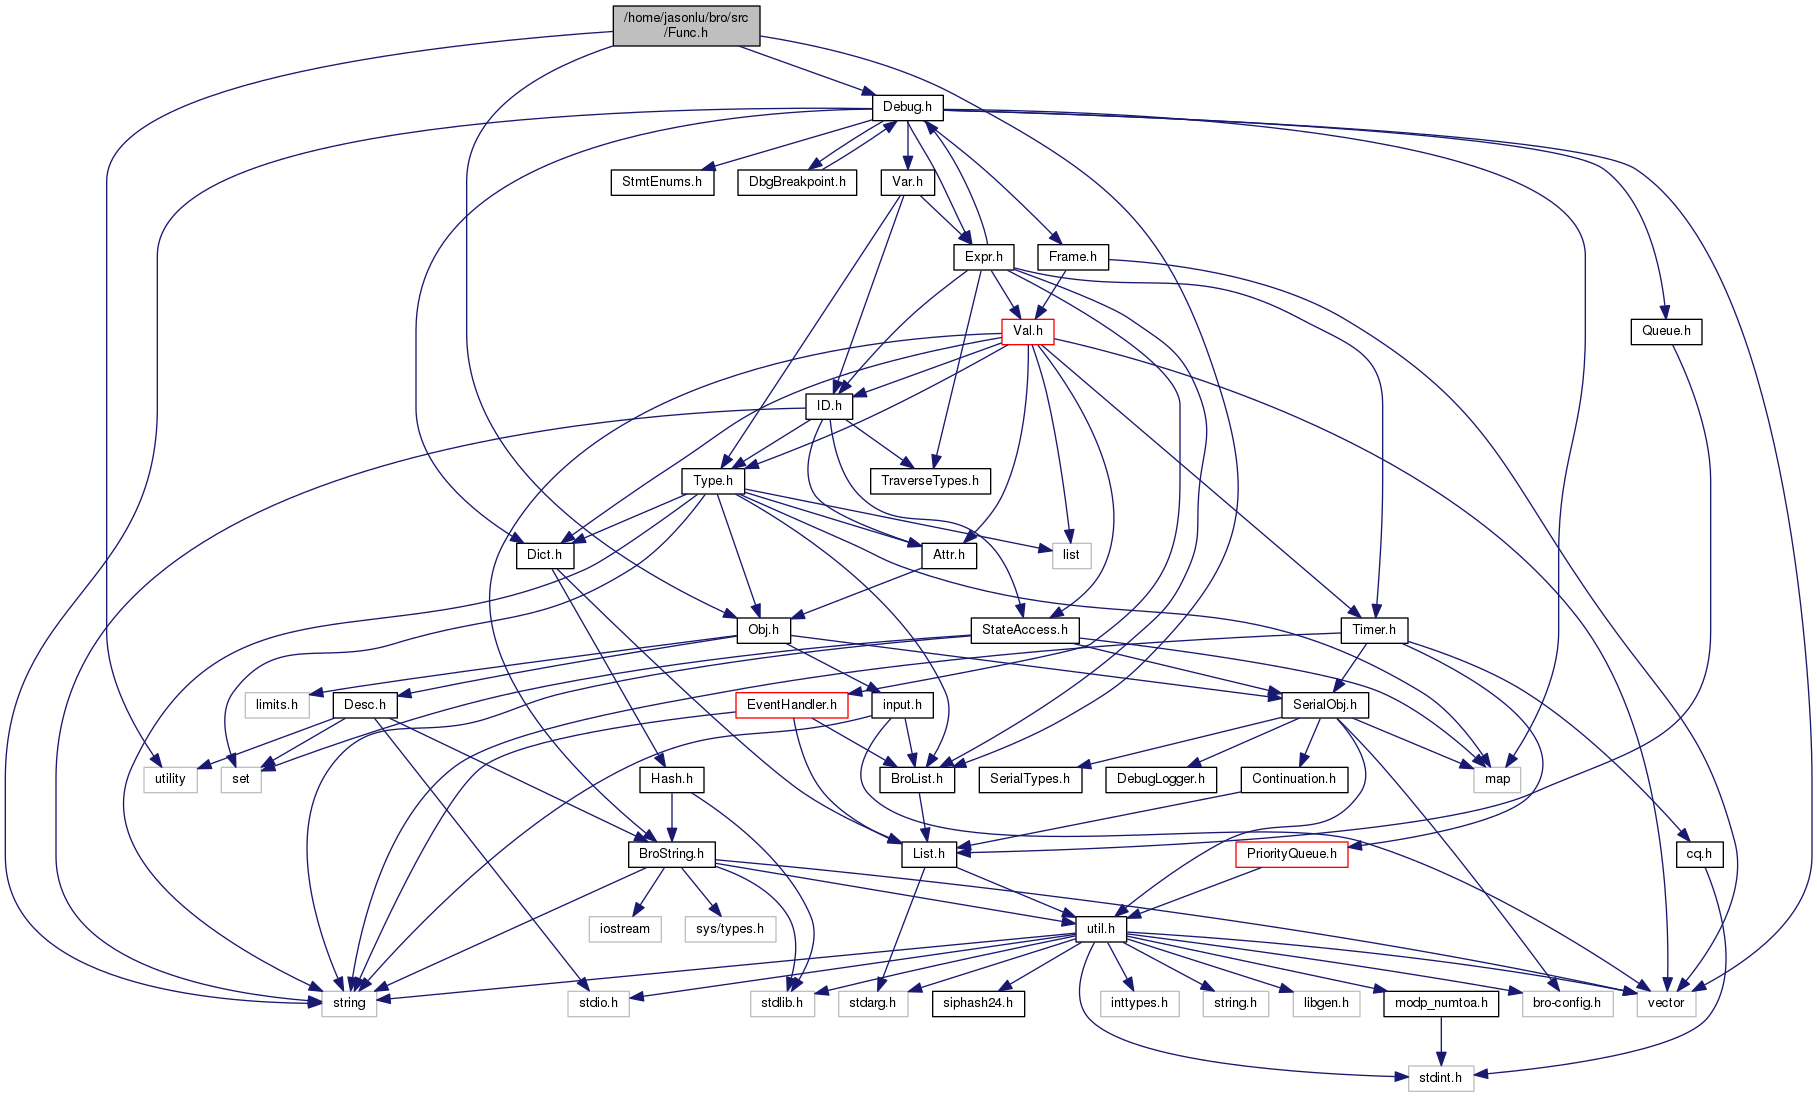 /home/jasonlu/bro/src
/Func.h
Debug.h
StmtEnums.h
DbgBreakpoint.h
Var.h
Expr.h
Frame.h
Val.h
Queue.h
ID.h
Type.h
TraverseTypes.h
Dict.h
Attr.h
list
Obj.h
StateAccess.h
Timer.h
limits.h
Desc.h
EventHandler.h
input.h
SerialObj.h
utility
set
Hash.h
BroList.h
SerialTypes.h
DebugLogger.h
Continuation.h
map
BroString.h
List.h
PriorityQueue.h
cq.h
iostream
sys/types.h
util.h
string
stdio.h
stdlib.h
stdarg.h
siphash24.h
inttypes.h
string.h
libgen.h
modp_numtoa.h
bro-config.h
vector
stdint.h